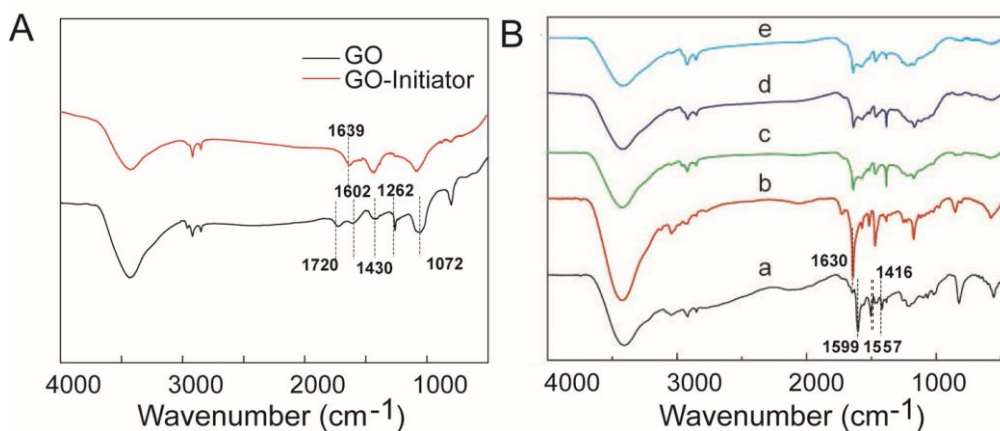 A
GO
GO-Initiator
1639
1602 1262
1720 1430 1072
4000 3000 2000 1000
Wavenumber (cm-1)
B
e
d
c
b
a
1630 1416
1599 1557
4000 3000 2000 1000
Wavenumber (cm-1)